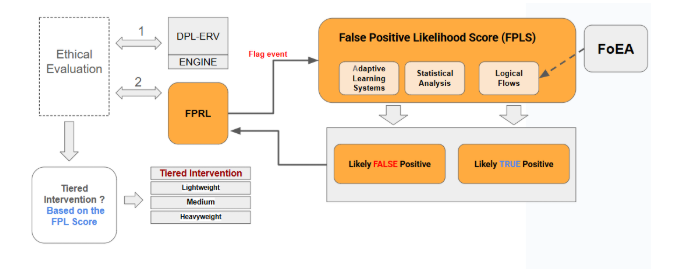 Ethical
Evaluation
1
2
DPL-ERV
ENGINE
FPRL
Flag event
False Positive Likelihood Score (FPLS)
Adaptive
Learning
Systems
Statistical
Analysis
Logical
Flows
FoEA
Likely FALSE Positive
Likely TRUE Positive
Tiered
Intervention ?
Based on the
FPL Score
Tiered Intervention
Lightweight
Medium
Heavyweight